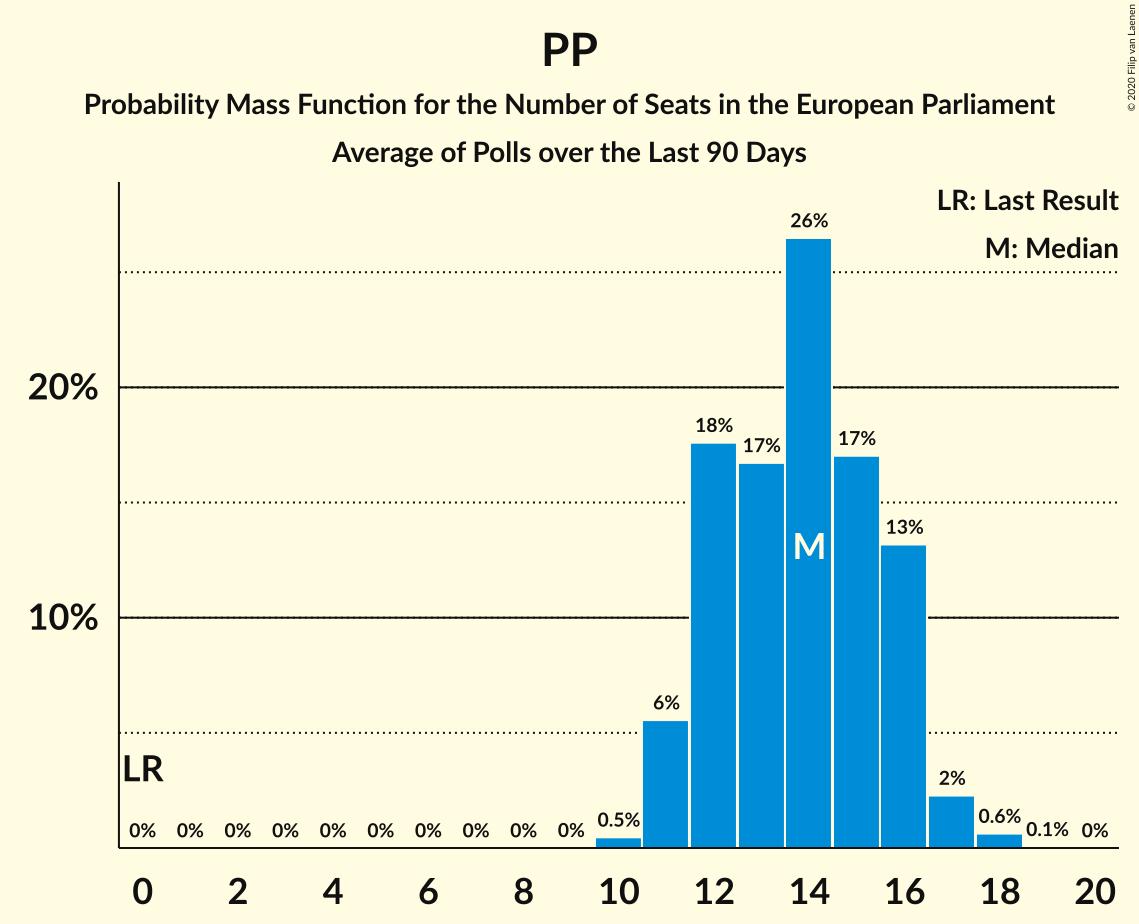 PP
Probability Mass Function for the Number of Seats in the European Parliament
Average of Polls over the Last 90 Days
© 2020 Filip van Laenen
LR: Last Result
M: Median
20%
10%
LR
M
0% 0% 0% 0% 0% 0% 0% 0% 0% 0% 0.5% 6% 18% 17% 26% 17% 13% 2% 0.6% 0.1% 0%
0 2 4 6 8 10 12 14 16 18 20